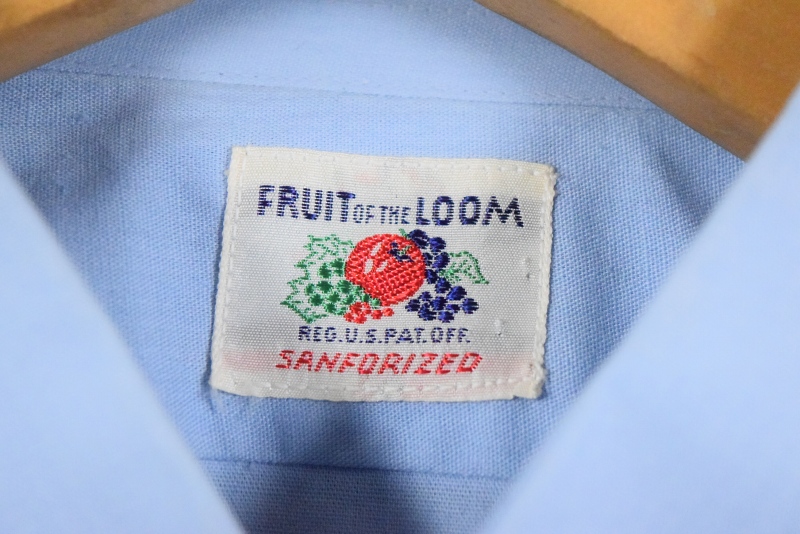 FRUIT OF THE LOOM
REG. U.S. PAT. OFF.
SANFORIZED